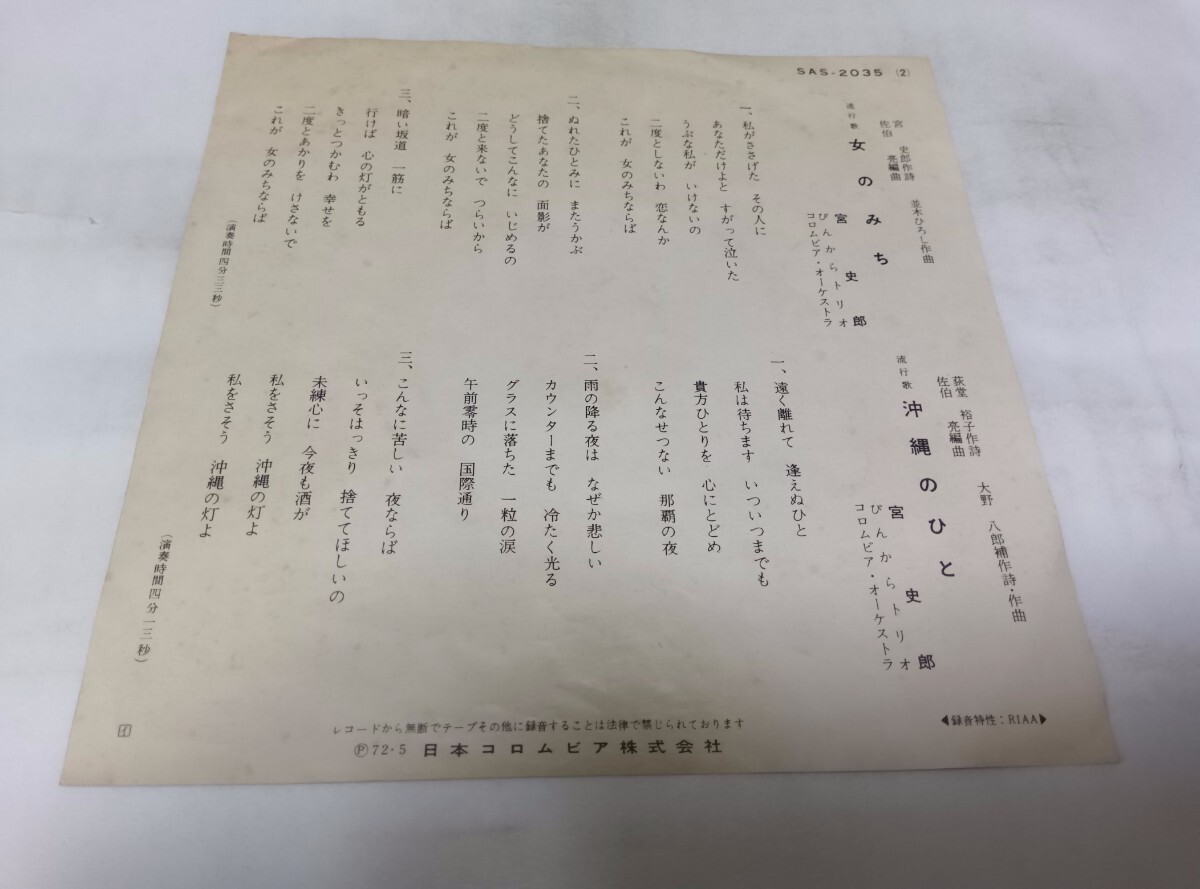 SAS-2035 (2)
宮 史郎作詩 並木ひろし作曲
佐伯 亮編曲
流行歌 女のみち
宮 史郎
ぴんからトリオ
コロムビア・オーケストラ
一、私がささげた その人に
あなただけよと すがって泣いた
うぶな私が いけないの
二度としないわ 恋なんか
これが 女のみちならば
二、ぬれたひとみに またうかぶ
捨てたあなたの 面影が
どうしてこんなに いじめるの
二度と来ないで つらいから
これが 女のみちならば
三、暗い坂道 一筋に
行けば 心の灯がともる
きっとつかむわ 幸せを
二度とあかりを けさないで
これが 女のみちならば
(演奏時間四分三三秒)
荻堂 裕子作詩 大野 八郎補作詩・作曲
佐伯 亮編曲
流行歌 沖縄のひと
宮 史郎
ぴんからトリオ
コロムビア・オーケストラ
一、遠く離れて 逢えぬひと
私は待ちます いついつまでも
貴方ひとりを 心にとどめ
こんなせつない 那覇の夜
二、雨の降る夜は なぜか悲しい
カウンターまでも 冷たく光る
グラスに落ちた 一粒の涙
午前零時の 国際通り
三、こんなに苦しい 夜ならば
いっそはっきり 捨ててほしいの
未練心に 今夜も酒が
私をさそう 沖縄の灯よ
私をさそう 沖縄の灯よ
(演奏時間四分一三秒)
◀録音特性:RIAA▶
レコードから無断でテープその他に録音することは法律で禁じられております
Ⓟ72・5 日本コロムビア株式会社